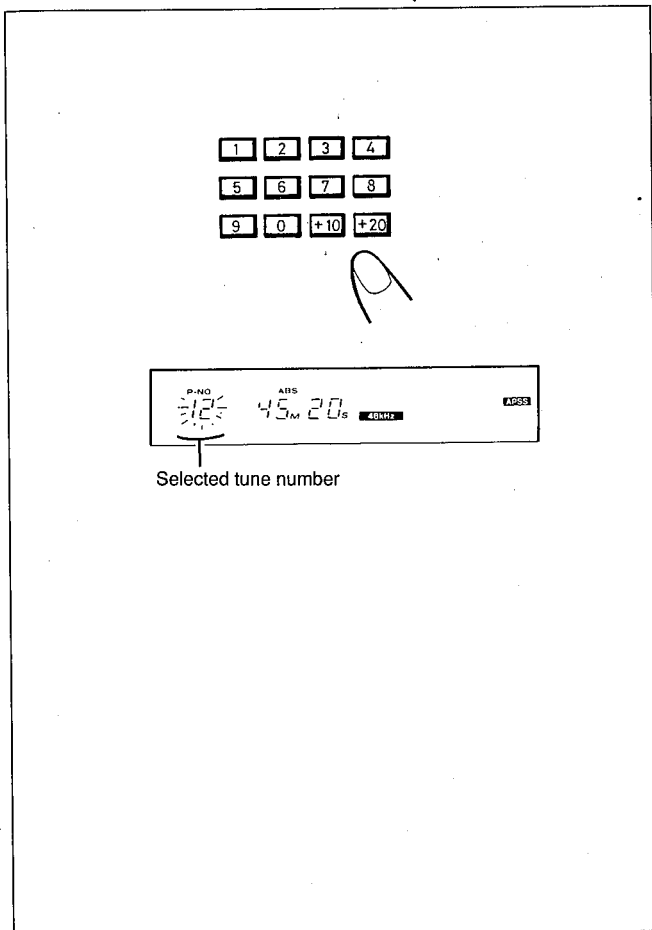 1 2 3 4
5 6 7 8
9 0 +10 +20
P-NO ABS
12 45M 20S 48kHz APSS
Selected tune number